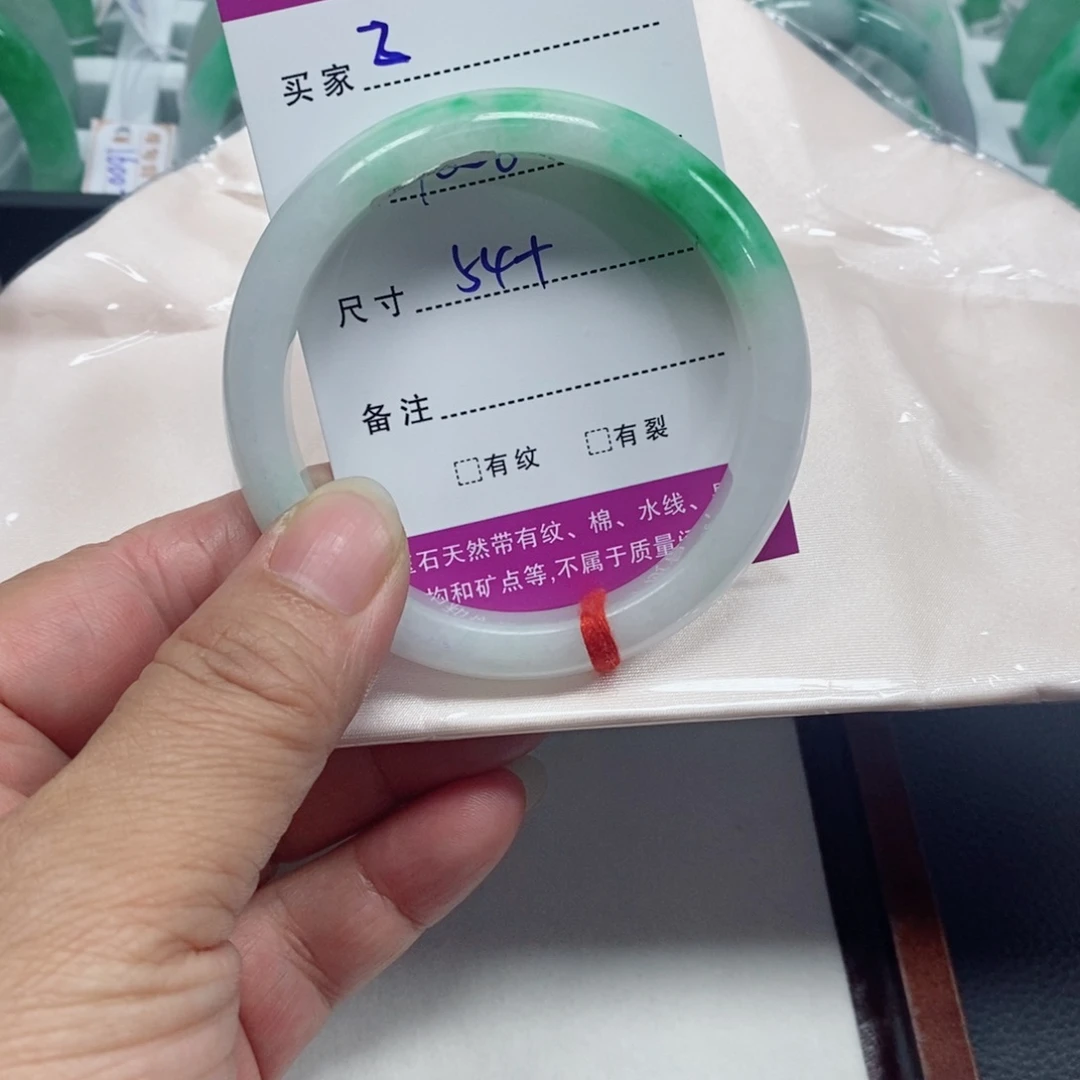 买家 Z
尺寸 54+
备注
有纹 有裂
石天然带有纹、棉、水线、
构和矿点等,不属于质量
1600